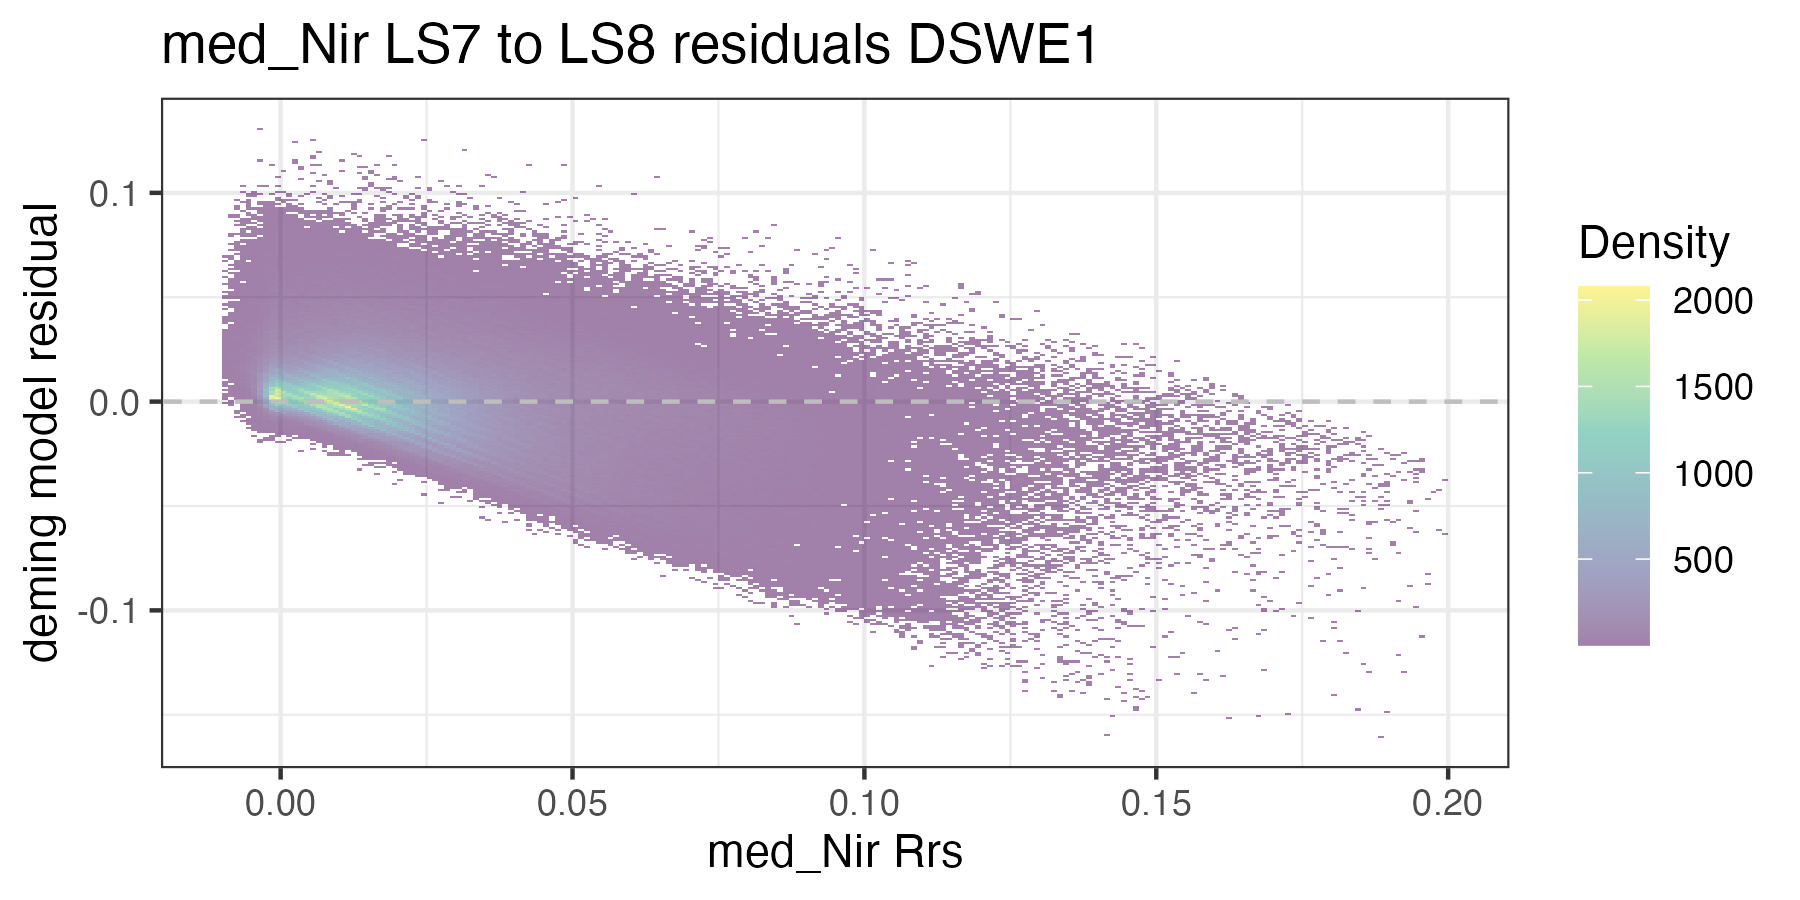 med_Nir LS7 to LS8 residuals DSWE1
deming model residual
0.1
0.0
-0.1
0.00 0.05 0.10 0.15 0.20
med_Nir Rrs
Density
2000
1500
1000
500